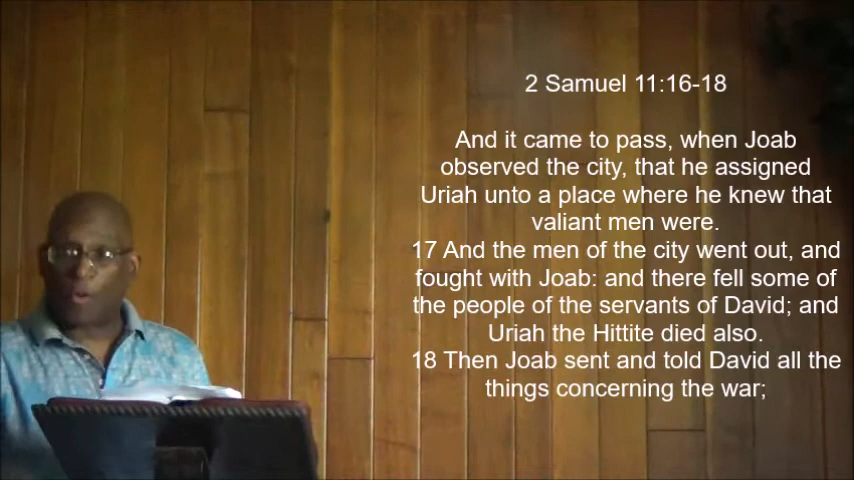 2 Samuel 11:16-18
And it came to pass, when Joab
observed the city, that he assigned
Uriah unto a place where he knew that
valiant men were.
17 And the men of the city went out, and
fought with Joab: and there fell some of
the people of the servants of David; and
Uriah the Hittite died also.
18 Then Joab sent and told David all the
things concerning the war;